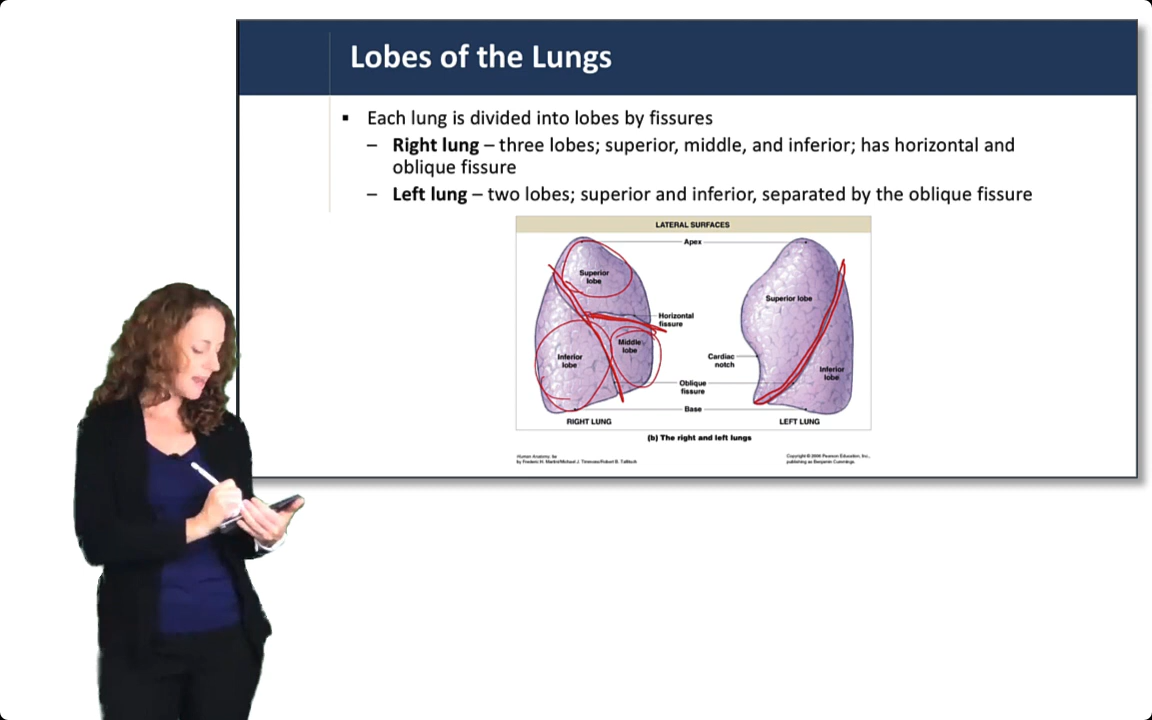 Lobes of the Lungs
▪ Each lung is divided into lobes by fissures
– Right lung – three lobes; superior, middle, and inferior; has horizontal and
oblique fissure
– Left lung – two lobes; superior and inferior, separated by the oblique fissure
LATERAL SURFACES
Apex
Superior
lobe
Superior lobe
Horizontal
fissure
Middle
lobe
Inferior
lobe
Cardiac
notch
Inferior
lobe
Oblique
fissure
Base
RIGHT LUNG
LEFT LUNG
(b) The right and left lungs
Human Anatomy, by
by Frederic H. Martini/Michael J. Timmons/Robert B. Tallitsch
Copyright © 2006 Pearson Education, Inc.,
publishing as Benjamin Cummings.